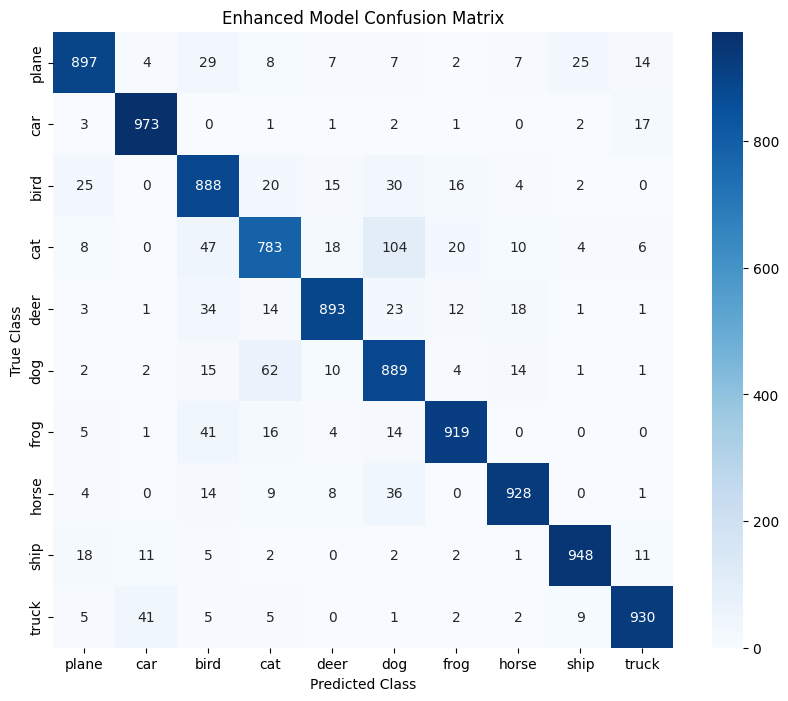 Enhanced Model Confusion Matrix
plane 897 4 29 8 7 7 2 7 25 14
car 3 973 0 1 1 2 1 0 2 17
bird 25 0 888 20 15 30 16 4 2 0
cat 8 0 47 783 18 104 20 10 4 6
deer 3 1 34 14 893 23 12 18 1 1
dog 2 2 15 62 10 889 4 14 1 1
frog 5 1 41 16 4 14 919 0 0 0
horse 4 0 14 9 8 36 0 928 0 1
ship 18 11 5 2 0 2 2 1 948 11
truck 5 41 5 5 0 1 2 2 9 930
plane car bird cat deer dog frog horse ship truck
Predicted Class
True Class
800
600
400
200
0